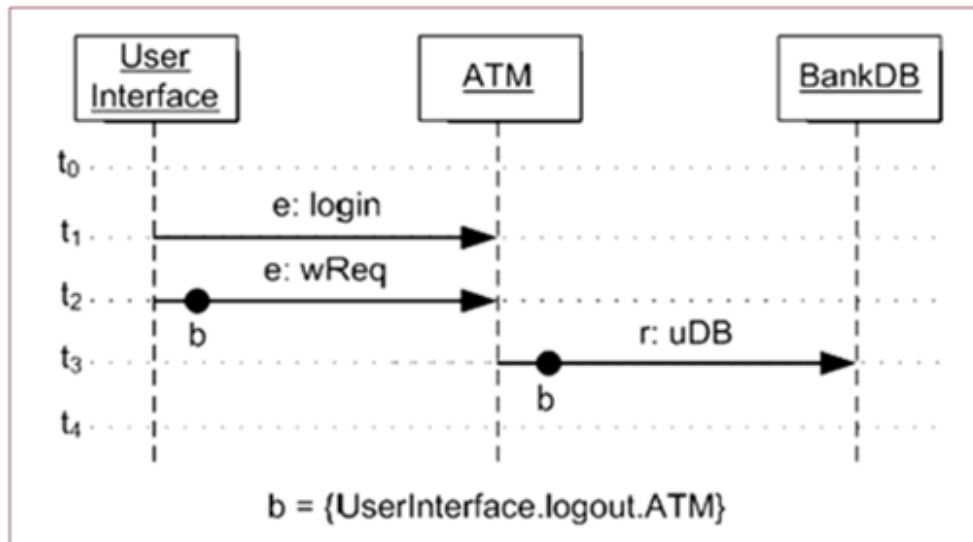 User
Interface
ATM
BankDB
t0
e: login
t1
e: wReq
t2
b
r: uDB
t3
b
t4
b = {UserInterface.logout.ATM}